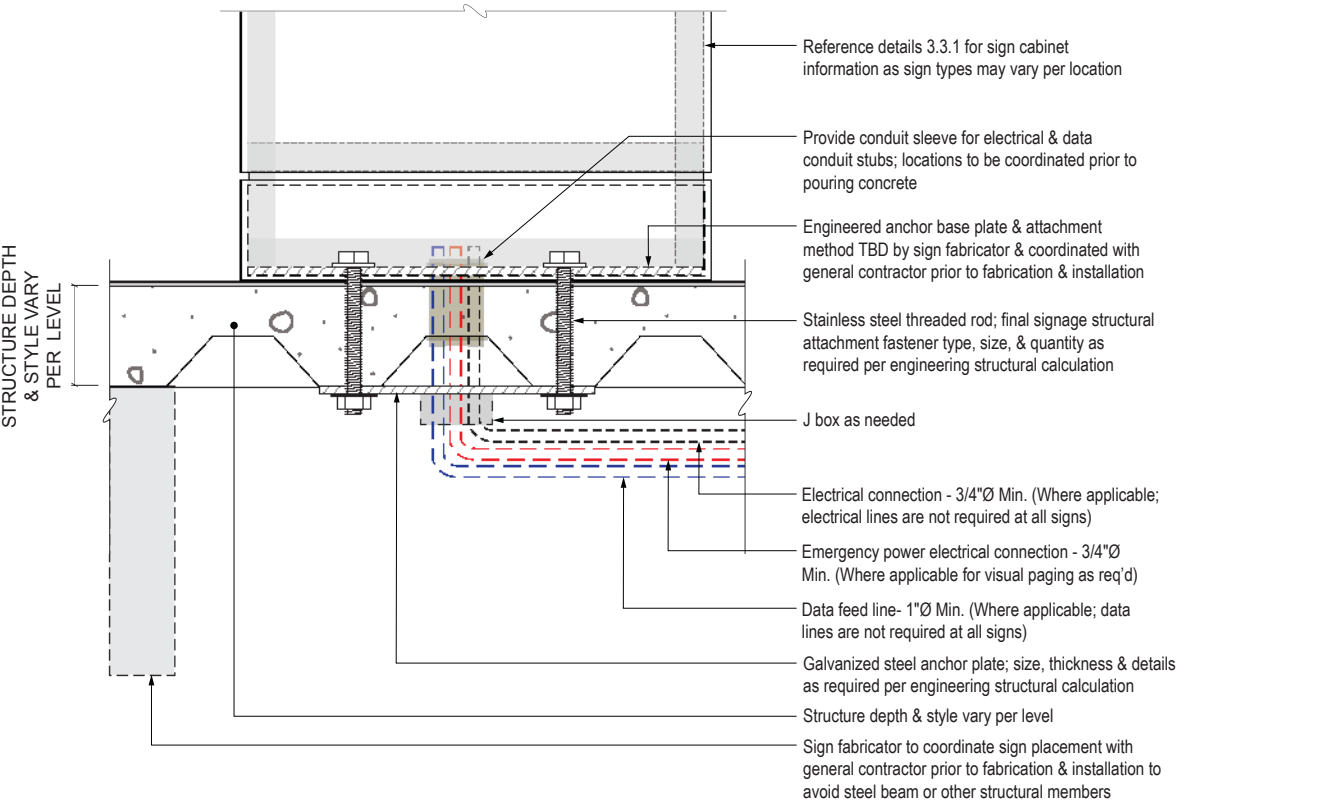 Reference details 3.3.1 for sign cabinet
information as sign types may vary per location
Provide conduit sleeve for electrical & data
conduit stubs; locations to be coordinated prior to
pouring concrete
Engineered anchor base plate & attachment
method TBD by sign fabricator & coordinated with
general contractor prior to fabrication & installation
STRUCTURE DEPTH
& STYLE VARY
PER LEVEL
Stainless steel threaded rod; final signage structural
attachment fastener type, size, & quantity as
required per engineering structural calculation
J box as needed
Electrical connection - 3/4"Ø Min. (Where applicable;
electrical lines are not required at all signs)
Emergency power electrical connection - 3/4"Ø
Min. (Where applicable for visual paging as req’d)
Data feed line- 1"Ø Min. (Where applicable; data
lines are not required at all signs)
Galvanized steel anchor plate; size, thickness & details
as required per engineering structural calculation
Structure depth & style vary per level
Sign fabricator to coordinate sign placement with
general contractor prior to fabrication & installation to
avoid steel beam or other structural members